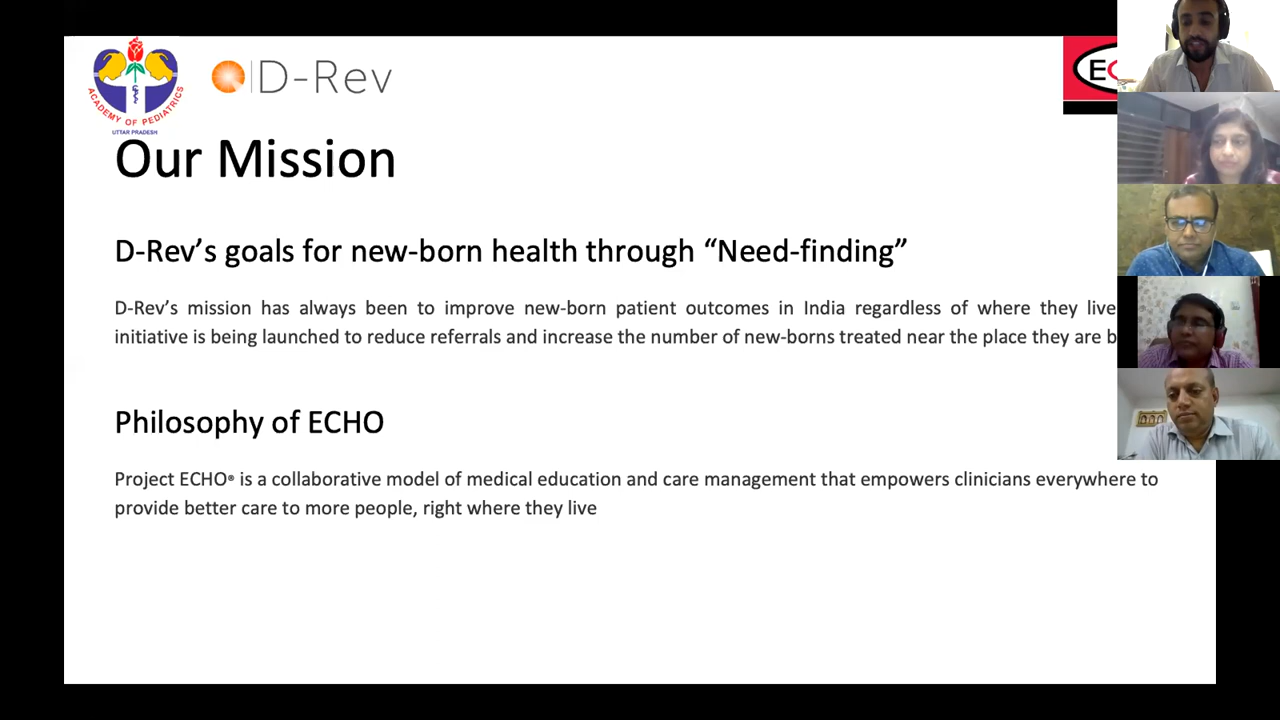 ACADEMY OF PEDIATRICS
UTTAR PRADESH
D-Rev
Our Mission
D-Rev’s goals for new-born health through “Need-finding”
D-Rev’s mission has always been to improve new-born patient outcomes in India regardless of where they live
initiative is being launched to reduce referrals and increase the number of new-borns treated near the place they are
Philosophy of ECHO
Project ECHO® is a collaborative model of medical education and care management that empowers clinicians everywhere to
provide better care to more people, right where they live